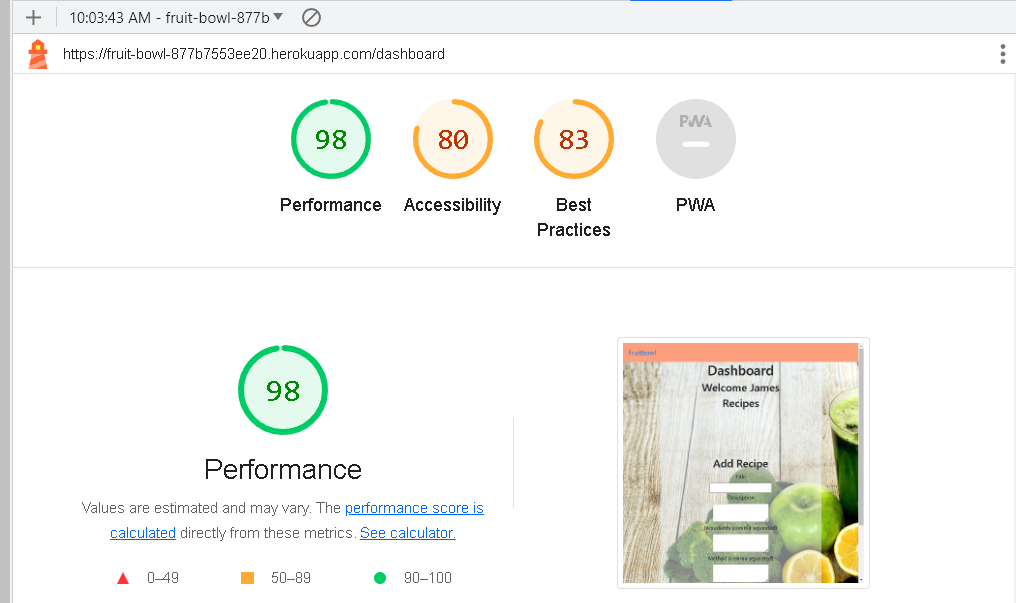 10:03:43 AM - fruit-bowl-877b
https://fruit-bowl-877b7553ee20.herokuapp.com/dashboard
98
80
83
PWA
Performance
Accessibility
Best
Practices
PWA
98
Performance
Values are estimated and may vary. The performance score is
calculated directly from these metrics. See calculator.
0–49
50–89
90–100
Fruitbowl
Dashboard
Welcome James
Recipes
Add Recipe
Title
Description
Ingredients (comma separated)
Method (comma separated)